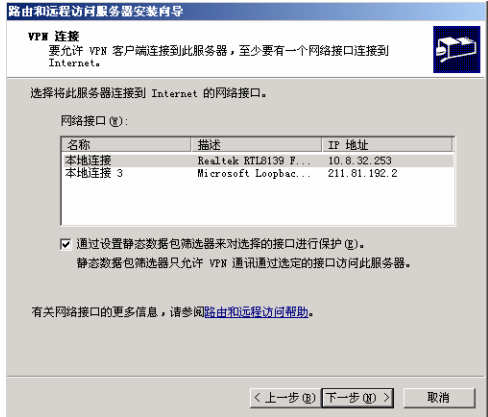 路由和远程访问服务器安装向导
VPN 连接
要允许 VPN 客户端连接到此服务器，至少要有一个网络接口连接到
Internet。
选择将此服务器连接到 Internet 的网络接口。
网络接口(W):
名称 描述 IP 地址
本地连接 Realtek RTL8139 F... 10.8.32.253
本地连接 3 Microsoft Loopbac... 211.81.192.2
通过设置静态数据包筛选器来对选择的接口进行保护(E)。
静态数据包筛选器只允许 VPN 通讯通过选定的接口访问此服务器。
有关网络接口的更多信息，请参阅路由和远程访问帮助。
< 上一步(B) 下一步(N) > 取消